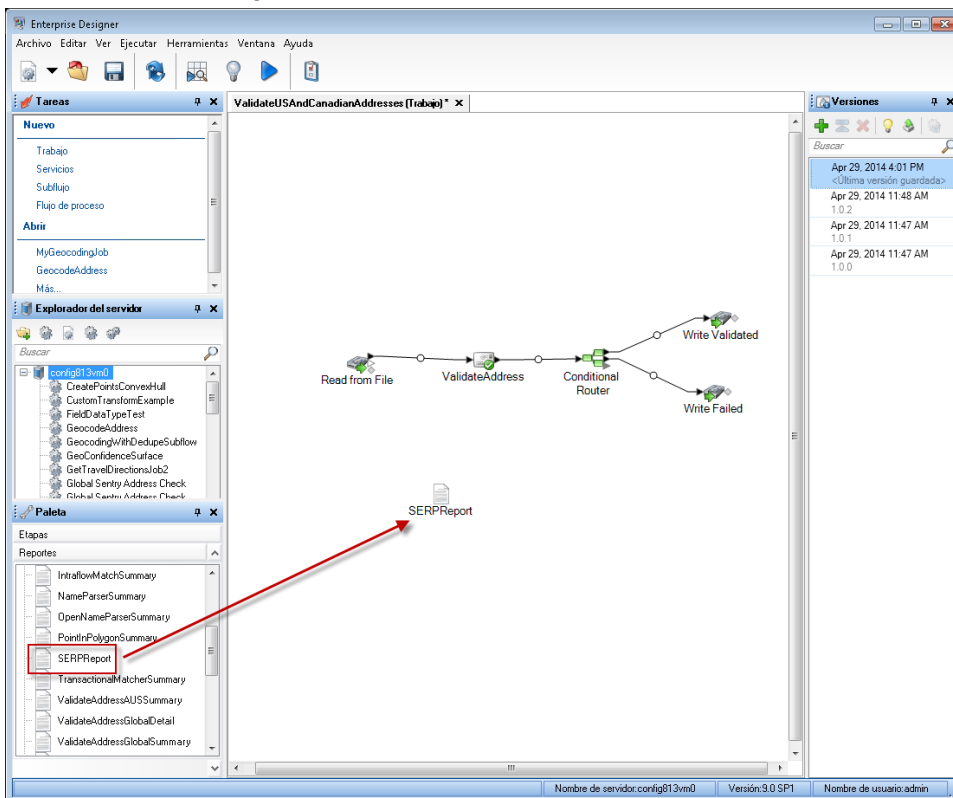 Enterprise Designer
Archivo Editar Ver Ejecutar Herramientas Ventana Ayuda
Tareas
Nuevo
Trabajo
Servicios
Subflujo
Flujo de proceso
Abrir
MyGeocodingJob
GeocodeAddress
Más...
Explorador del servidor
Buscar
config813vm0
CreatePointsConvexHull
CustomTransformExample
FieldDataTypeTest
GeocodeAddress
GeocodingWithDedupeSubflow
GeoConfidenceSurface
GetTravelDirectionsJob2
Global Sentry Address Check
Global Sentry Address Check
Paleta
Etapas
Reportes
IntraflowMatchSummary
NameParserSummary
OpenNameParserSummary
PointInPolygonSummary
SERPReport
TransactionalMatcherSummary
ValidateAddressAUSSummary
ValidateAddressGlobalDetail
ValidateAddressGlobalSummary
ValidateUSAndCanadianAddresses (Trabajo) *
Read from File
ValidateAddress
Conditional
Router
Write Validated
Write Failed
SERPReport
Versiones
Buscar
Apr 29, 2014 4:01 PM
<Última versión guardada>
Apr 29, 2014 11:48 AM
1.0.2
Apr 29, 2014 11:47 AM
1.0.1
Apr 29, 2014 11:47 AM
1.0.0
Nombre de servidor:config813vm0 Versión:9.0 SP1 Nombre de usuario:admin